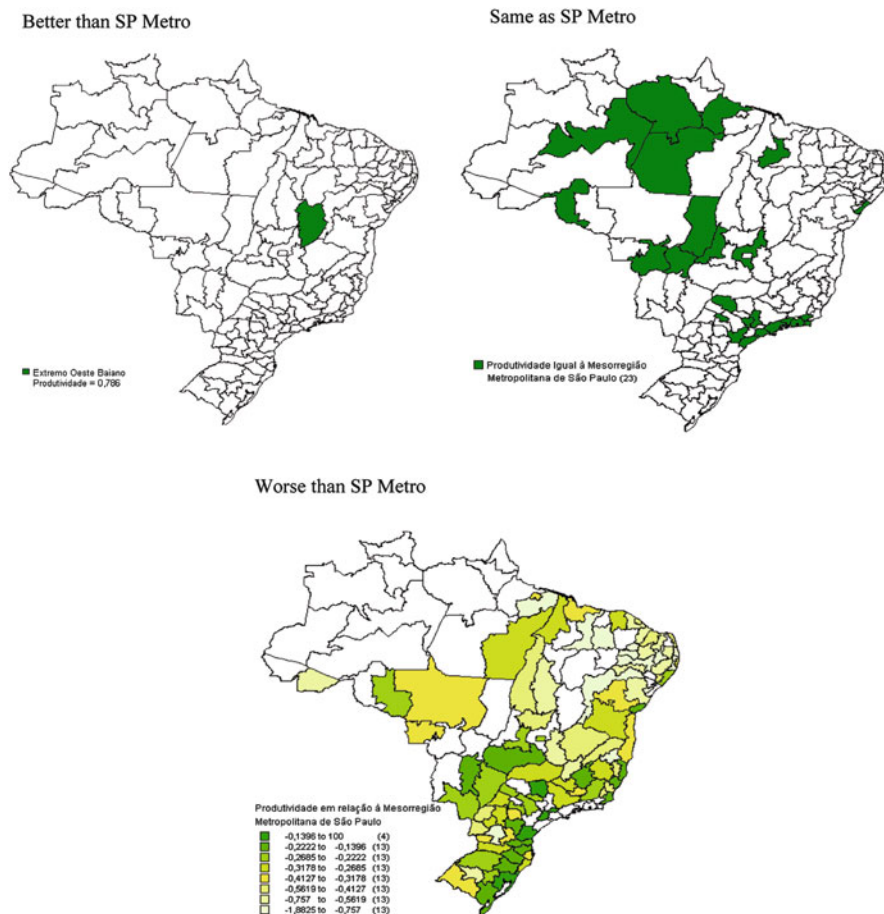 Better than SP Metro
Same as SP Metro
Extremo Oeste Baiano
Produtividade = 0,786
Produtividade Igual á Mesorregião
Metropolitana de São Paulo (23)
Worse than SP Metro
Produtividade em relação á Mesorregião
Metropolitana de São Paulo
-0,1396 to 100 (4)
-0,2222 to -0,1396 (13)
-0,2685 to -0,2222 (13)
-0,3178 to -0,2685 (13)
-0,4127 to -0,3178 (13)
-0,5619 to -0,4127 (13)
-0,757 to -0,5619 (13)
-1,8825 to -0,757 (13)